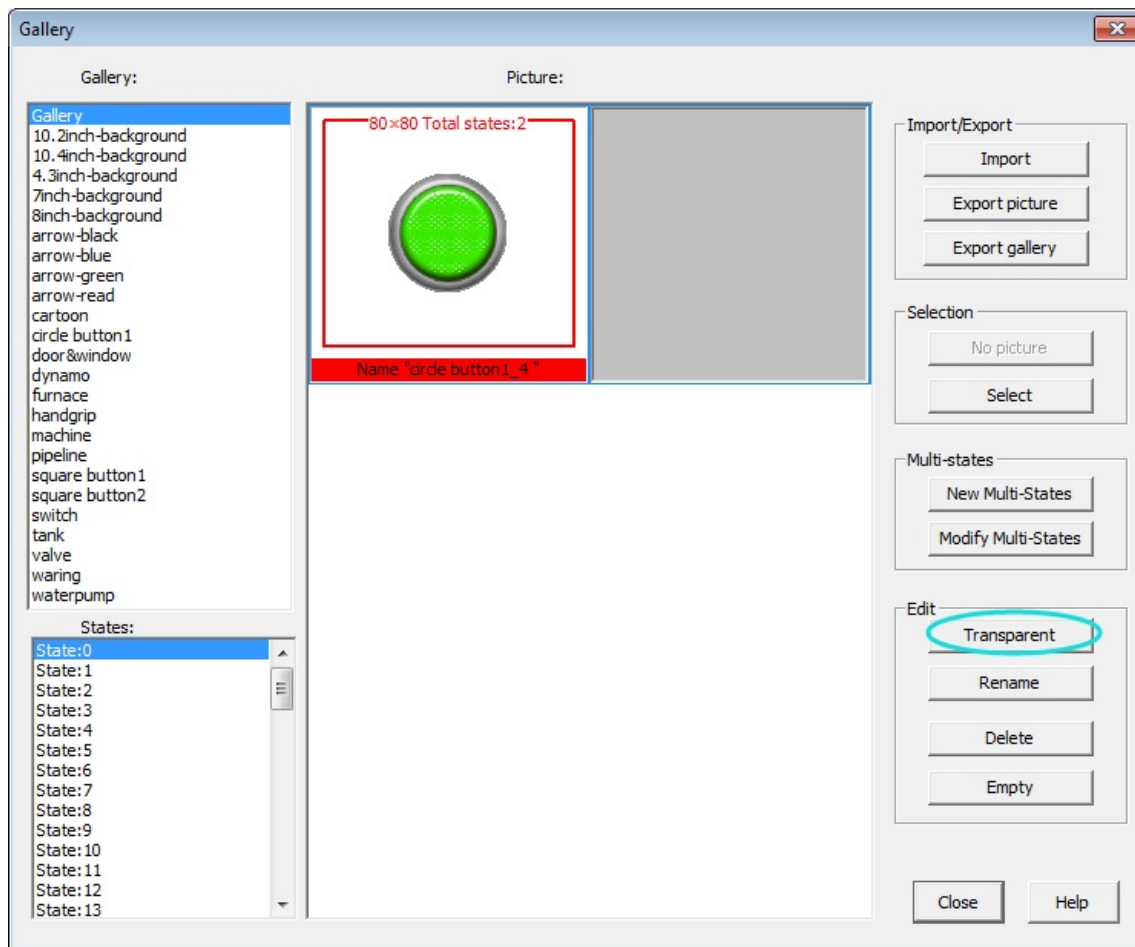 Gallery
Gallery:
Picture:
Gallery
10.2inch-background
10.4inch-background
4.3inch-background
7inch-background
8inch-background
arrow-black
arrow-blue
arrow-green
arrow-read
cartoon
circle button1
door&window
dynamo
furnace
handgrip
machine
pipeline
square button1
square button2
switch
tank
valve
waring
waterpump
States:
State:0
State:1
State:2
State:3
State:4
State:5
State:6
State:7
State:8
State:9
State:10
State:11
State:12
State:13
80×80 Total states:2
Name "circle button1_4 "
Import/Export
Import
Export picture
Export gallery
Selection
No picture
Select
Multi-states
New Multi-States
Modify Multi-States
Edit
Transparent
Rename
Delete
Empty
Close
Help